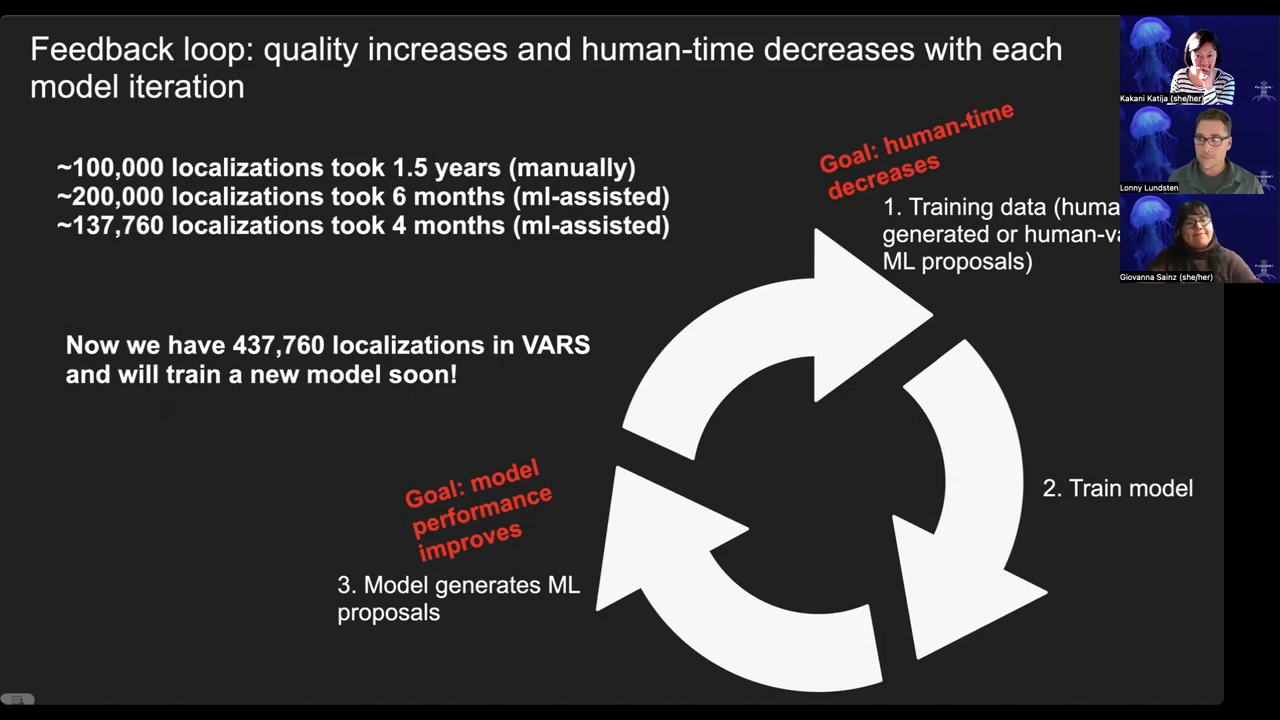 Feedback loop: quality increases and human-time decreases with each
model iteration
~100,000 localizations took 1.5 years (manually)
~200,000 localizations took 6 months (ml-assisted)
~137,760 localizations took 4 months (ml-assisted)
Goal: human-time
decreases
1. Training data (huma
generated or human-va
ML proposals)
Now we have 437,760 localizations in VARS
and will train a new model soon!
2. Train model
Goal: model
performance
improves
3. Model generates ML
proposals
Kakani Katija (she/her)
Lonny Lundsten
Giovanna Sainz (she/her)